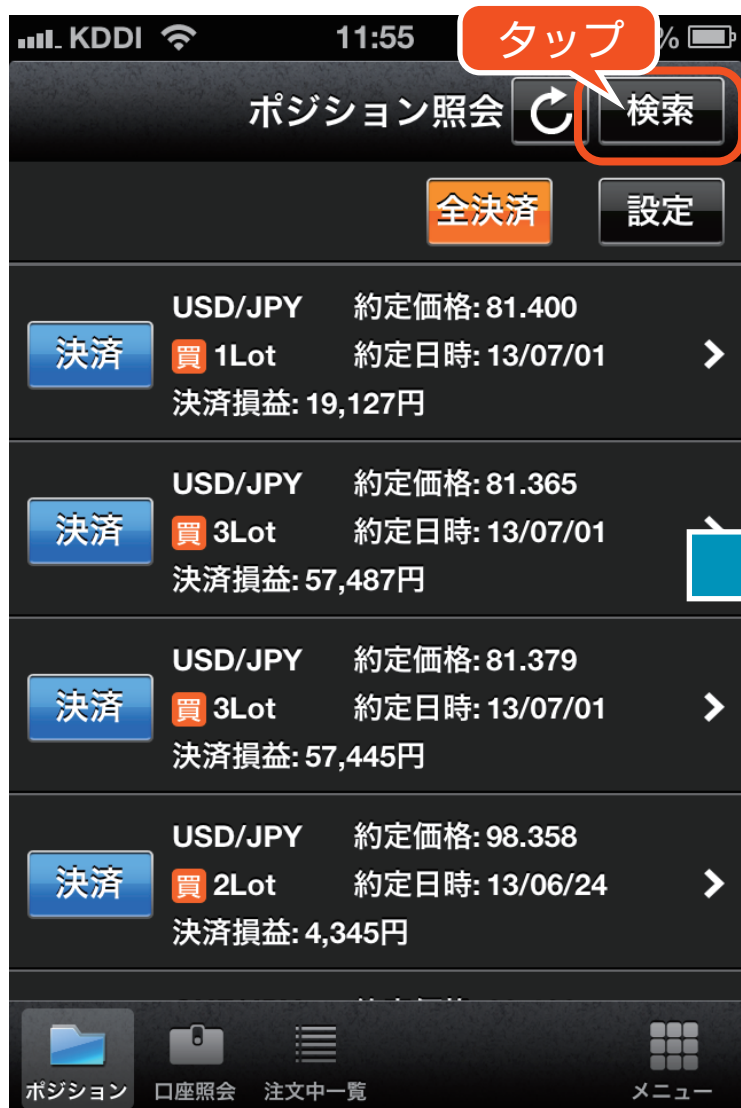 KDDI 11:55 %
タップ
ポジション照会 検索
全決済 設定
USD/JPY 約定価格: 81.400
決済 買 1Lot 約定日時: 13/07/01
決済損益: 19,127円
USD/JPY 約定価格: 81.365
決済 買 3Lot 約定日時: 13/07/01
決済損益: 57,487円
USD/JPY 約定価格: 81.379
決済 買 3Lot 約定日時: 13/07/01
決済損益: 57,445円
USD/JPY 約定価格: 98.358
決済 買 2Lot 約定日時: 13/06/24
決済損益: 4,345円
ポジション 口座照会 注文中一覧 メニュー